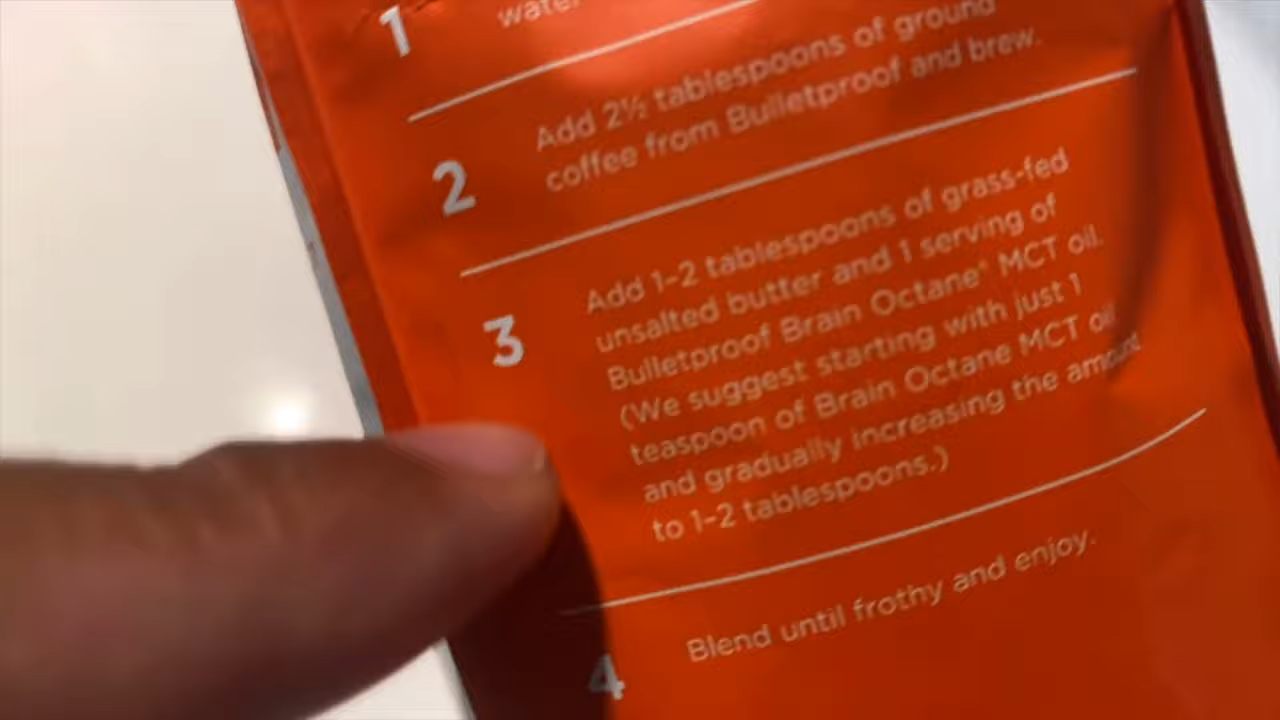 1
water
2
Add 2½ tablespoons of ground
coffee from Bulletproof and brew.
3
Add 1-2 tablespoons of grass-fed
unsalted butter and 1 serving of
Bulletproof Brain Octane® MCT oil.
(We suggest starting with just 1
teaspoon of Brain Octane MCT oil
and gradually increasing the amount
to 1-2 tablespoons.)
4
Blend until frothy and enjoy.